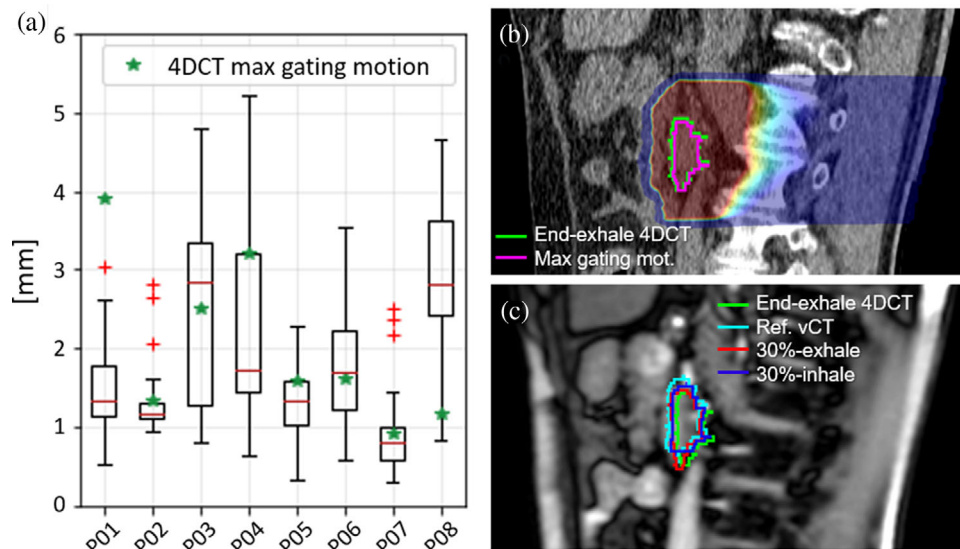 (a)
6
5
4
3
2
1
0
[mm]
4DCT max gating motion
P01 P02 P03 P04 P05 P06 P07 P08
(b)
End-exhale 4DCT
Max gating mot.
(c)
End-exhale 4DCT
Ref. vCT
30%-exhale
30%-inhale